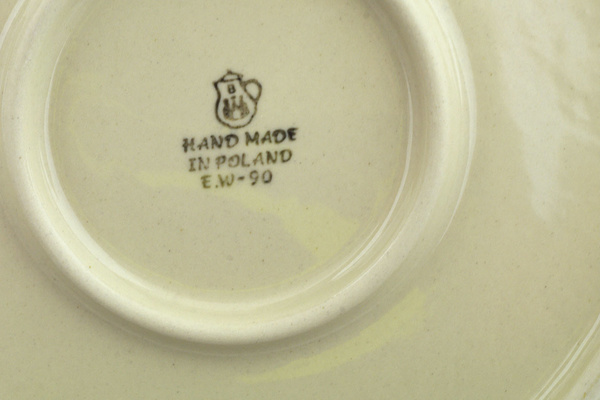 B
HAND MADE
IN POLAND
E.W-90